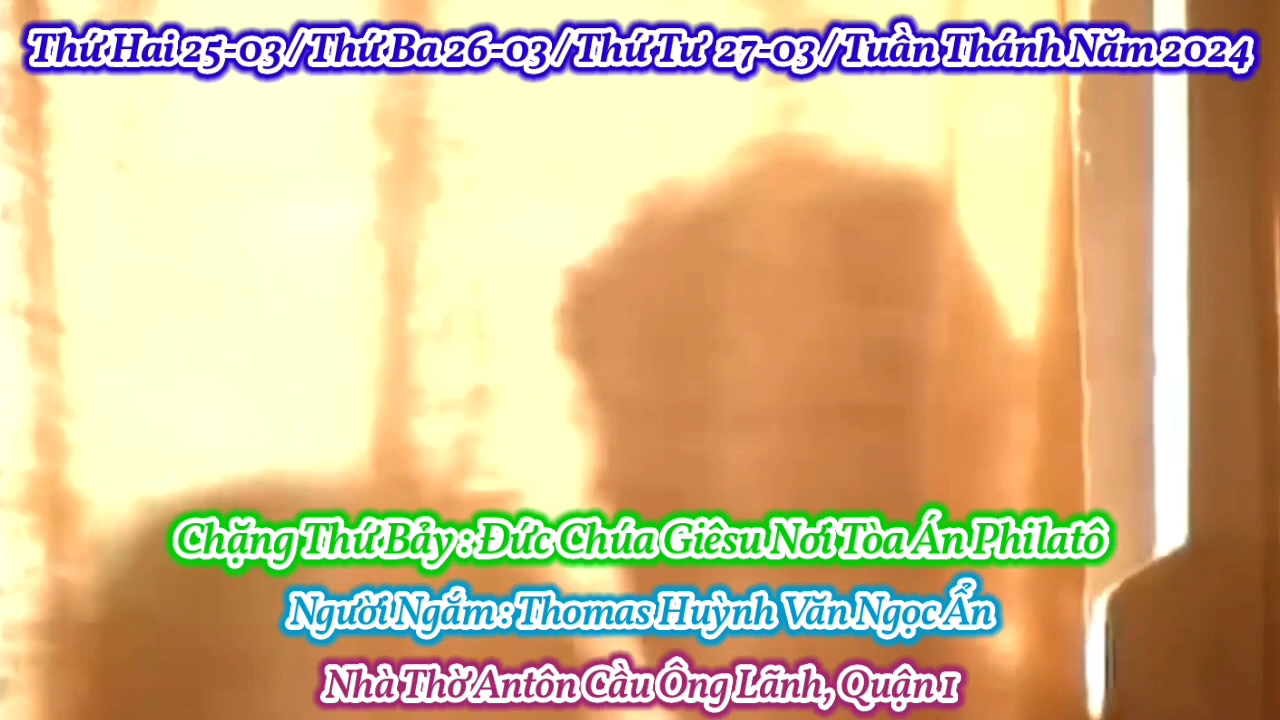 Thứ Hai 25-03 / Thứ Ba 26-03 / Thứ Tư 27-03 / Tuần Thánh Năm 2024
Chặng Thứ Bảy : Đức Chúa Giêsu Nơi Tòa Án Philatô
Người Ngắm : Thomas Huỳnh Văn Ngọc Ẩn
Nhà Thờ Antôn Cầu Ông Lãnh, Quận 1